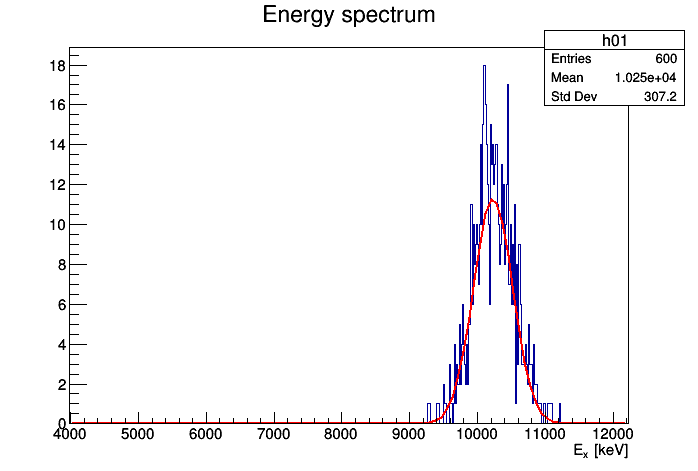 Energy spectrum
h01
Entries 600
Mean 1.025e+04
Std Dev 307.2
18
16
14
12
10
8
6
4
2
0
4000 5000 6000 7000 8000 9000 10000 11000 12000
Eₓ [keV]